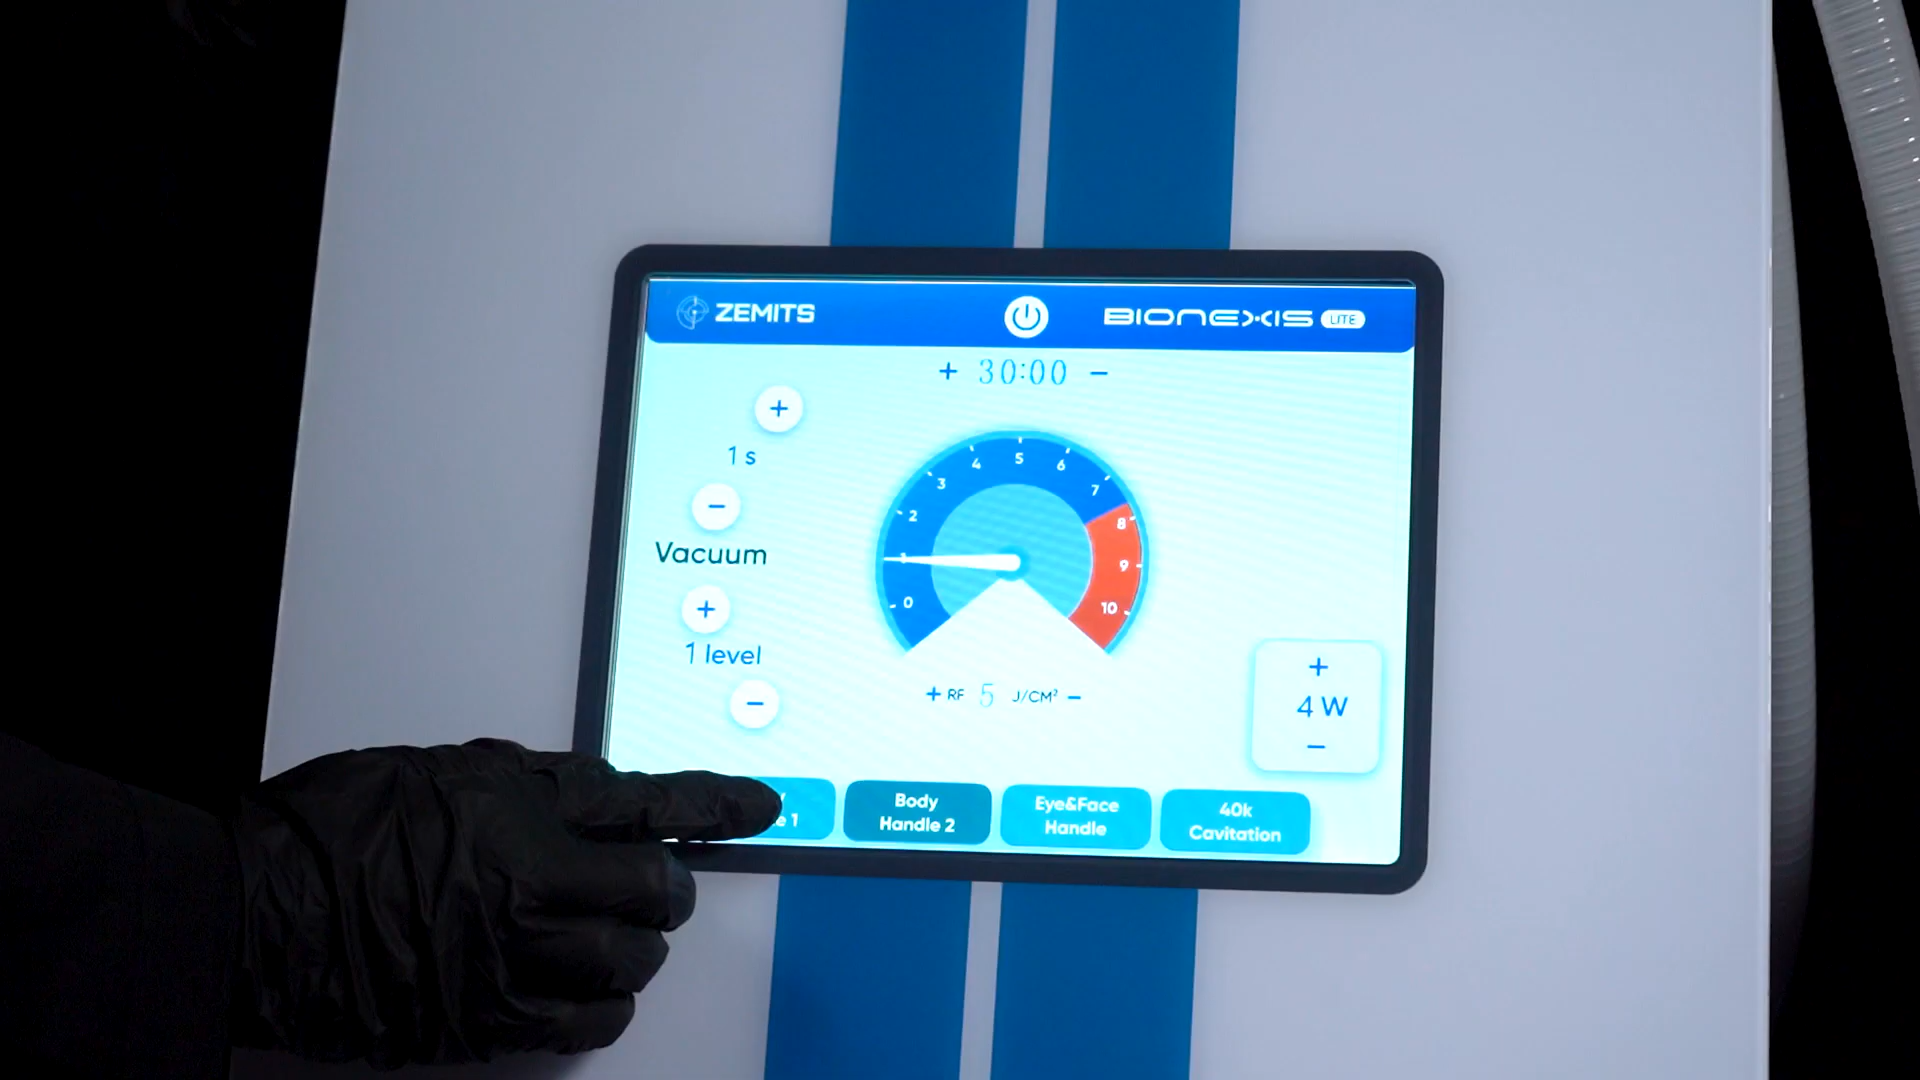 ZEMITS
BIONEXIS LITE
+ 30:00 −
+
1 s
−
Vacuum
+
1 level
−
0
1
2
3
4
5
6
7
8
9
10
+ RF 5 J/CM² −
+
4 W
−
e 1
Body
Handle 2
Eye&Face
Handle
40k
Cavitation